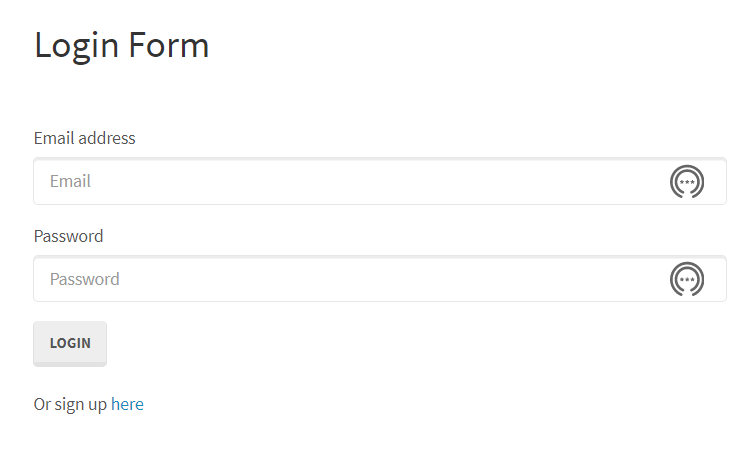 Login Form
Email address
Email
Password
Password
LOGIN
Or sign up here